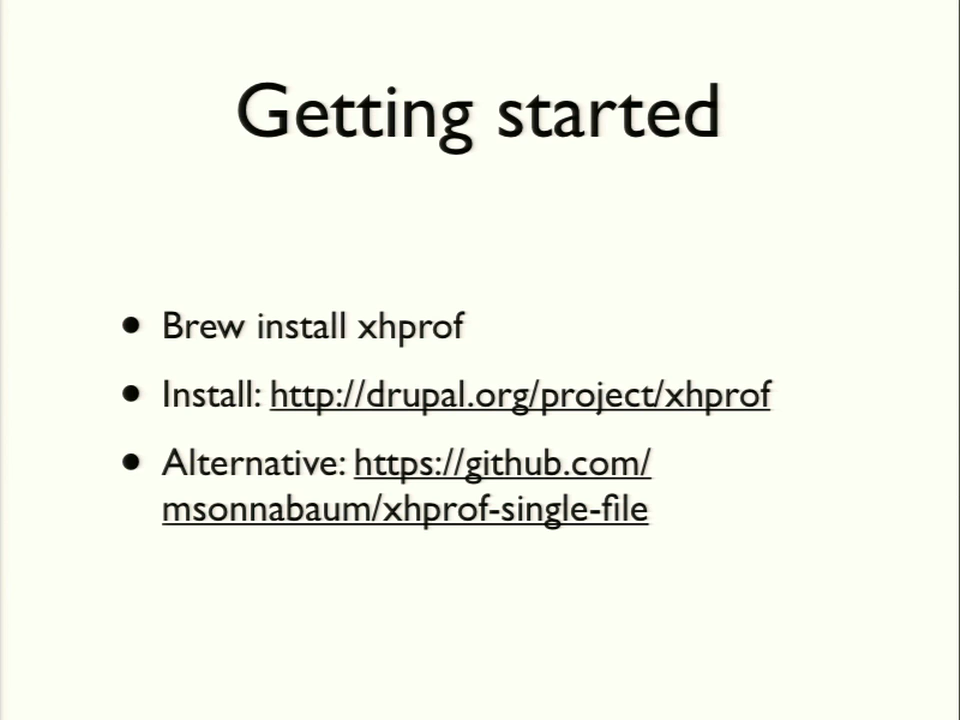 Getting started
• Brew install xhprof
• Install: http://drupal.org/project/xhprof
• Alternative: https://github.com/
msonnabaum/xhprof-single-file